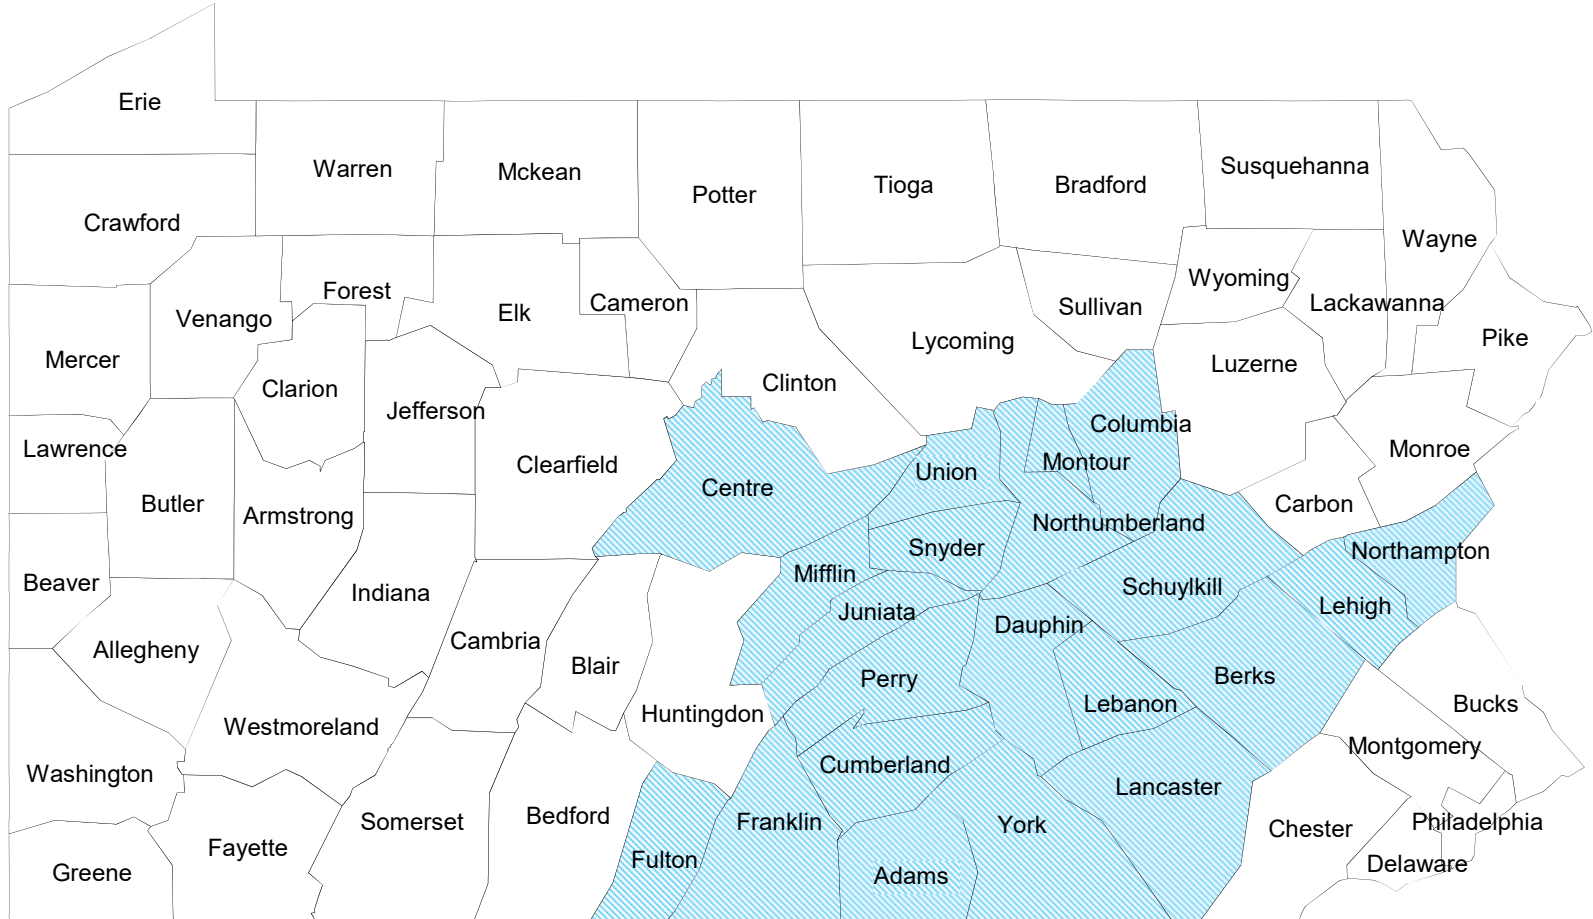 Erie
Warren
Mckean
Potter
Tioga
Bradford
Susquehanna
Crawford
Wayne
Wyoming
Forest
Venango
Elk
Cameron
Sullivan
Lackawanna
Mercer
Lycoming
Pike
Luzerne
Clarion
Clinton
Jefferson
Columbia
Lawrence
Clearfield
Centre
Union
Montour
Monroe
Butler
Armstrong
Carbon
Northumberland
Snyder
Northampton
Beaver
Mifflin
Indiana
Schuylkill
Juniata
Lehigh
Dauphin
Allegheny
Cambria
Blair
Perry
Berks
Lebanon
Bucks
Huntingdon
Westmoreland
Montgomery
Washington
Cumberland
Lancaster
Bedford
Somerset
Franklin
York
Chester
Philadelphia
Fayette
Fulton
Delaware
Greene
Adams